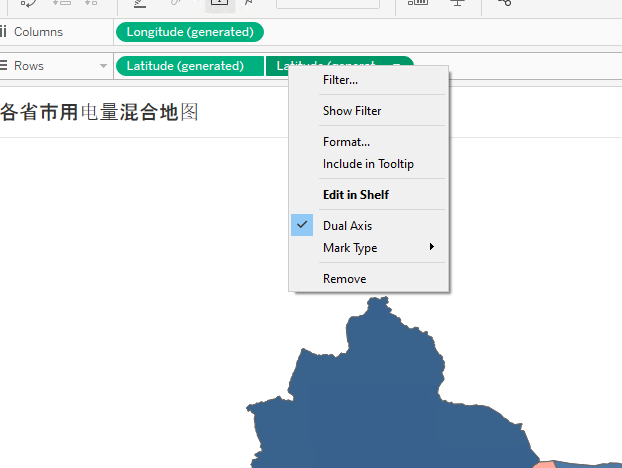 Columns
Longitude (generated)
Rows
Latitude (generated)
Latitude (generat
各省市用电量混合地图
Filter...
Show Filter
Format...
Include in Tooltip
Edit in Shelf
Dual Axis
Mark Type
Remove